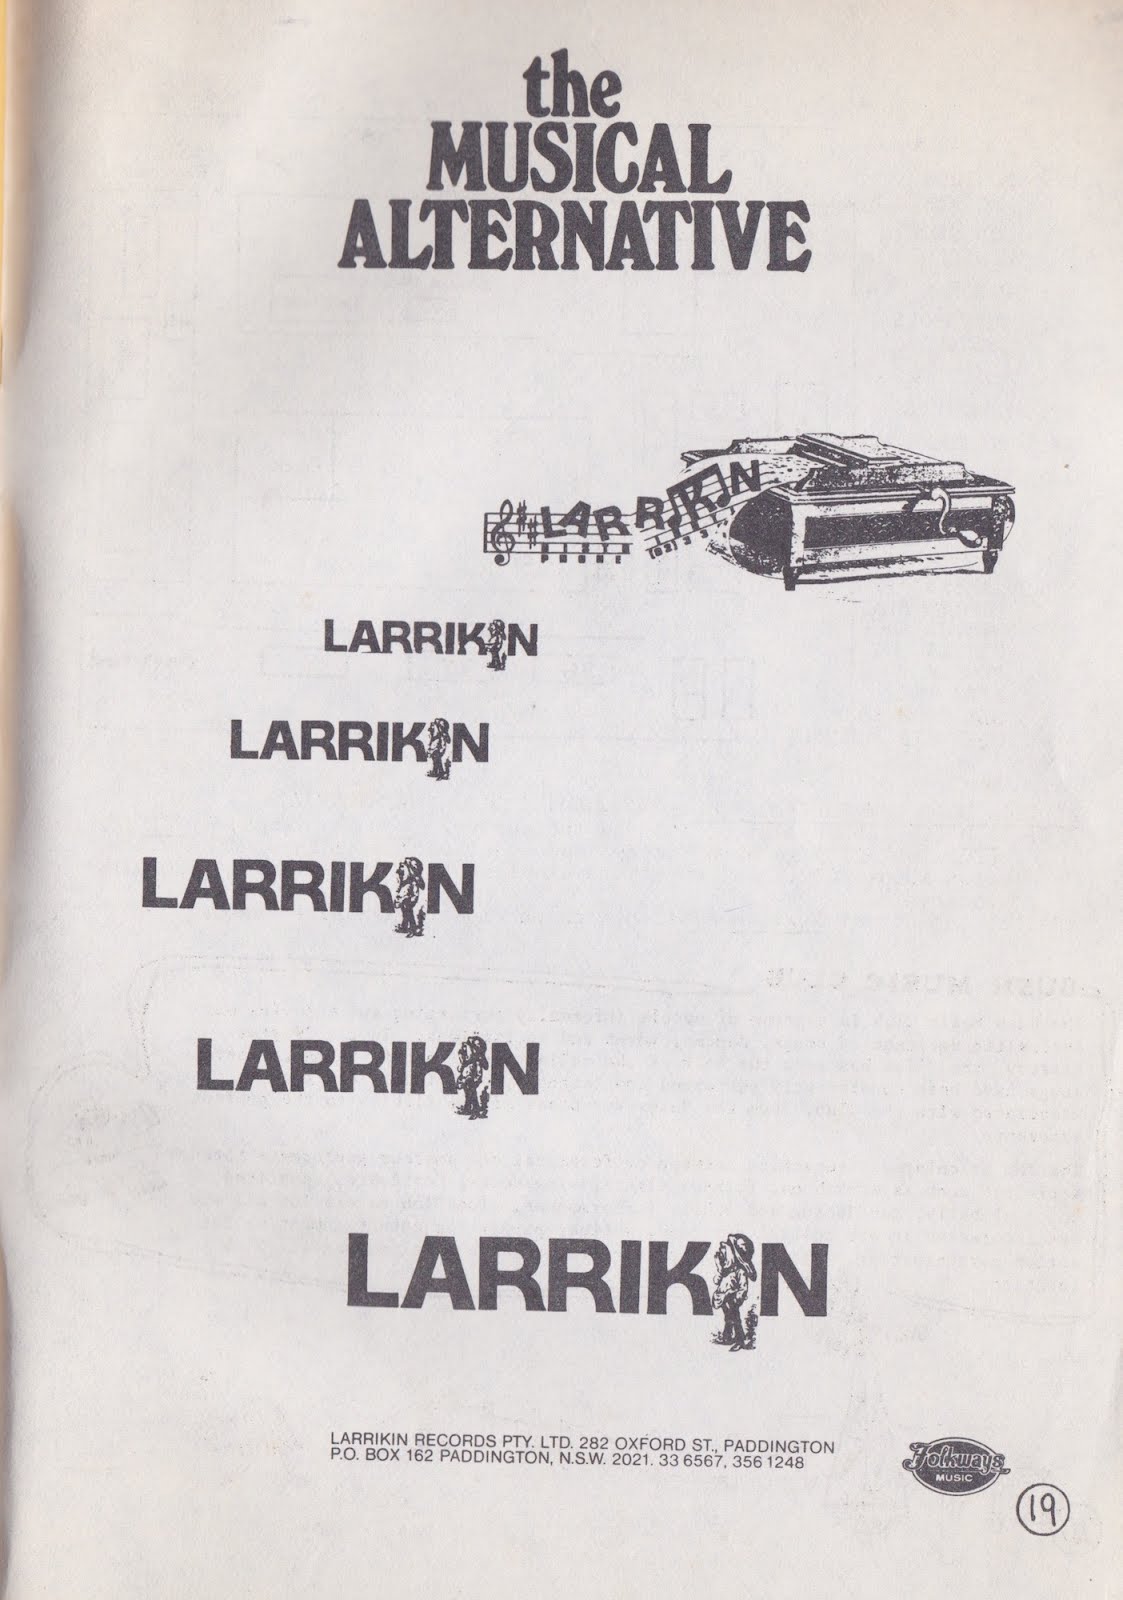 the
MUSICAL
ALTERNATIVE
LARRIKIN
LARRIKIN
LARRIKIN
LARRIKIN
LARRIKIN
LARRIKIN
LARRIKIN RECORDS PTY. LTD. 282 OXFORD ST., PADDINGTON
P.O. BOX 162 PADDINGTON, N.S.W. 2021. 33 6567, 356 1248
Folkways
MUSIC
19